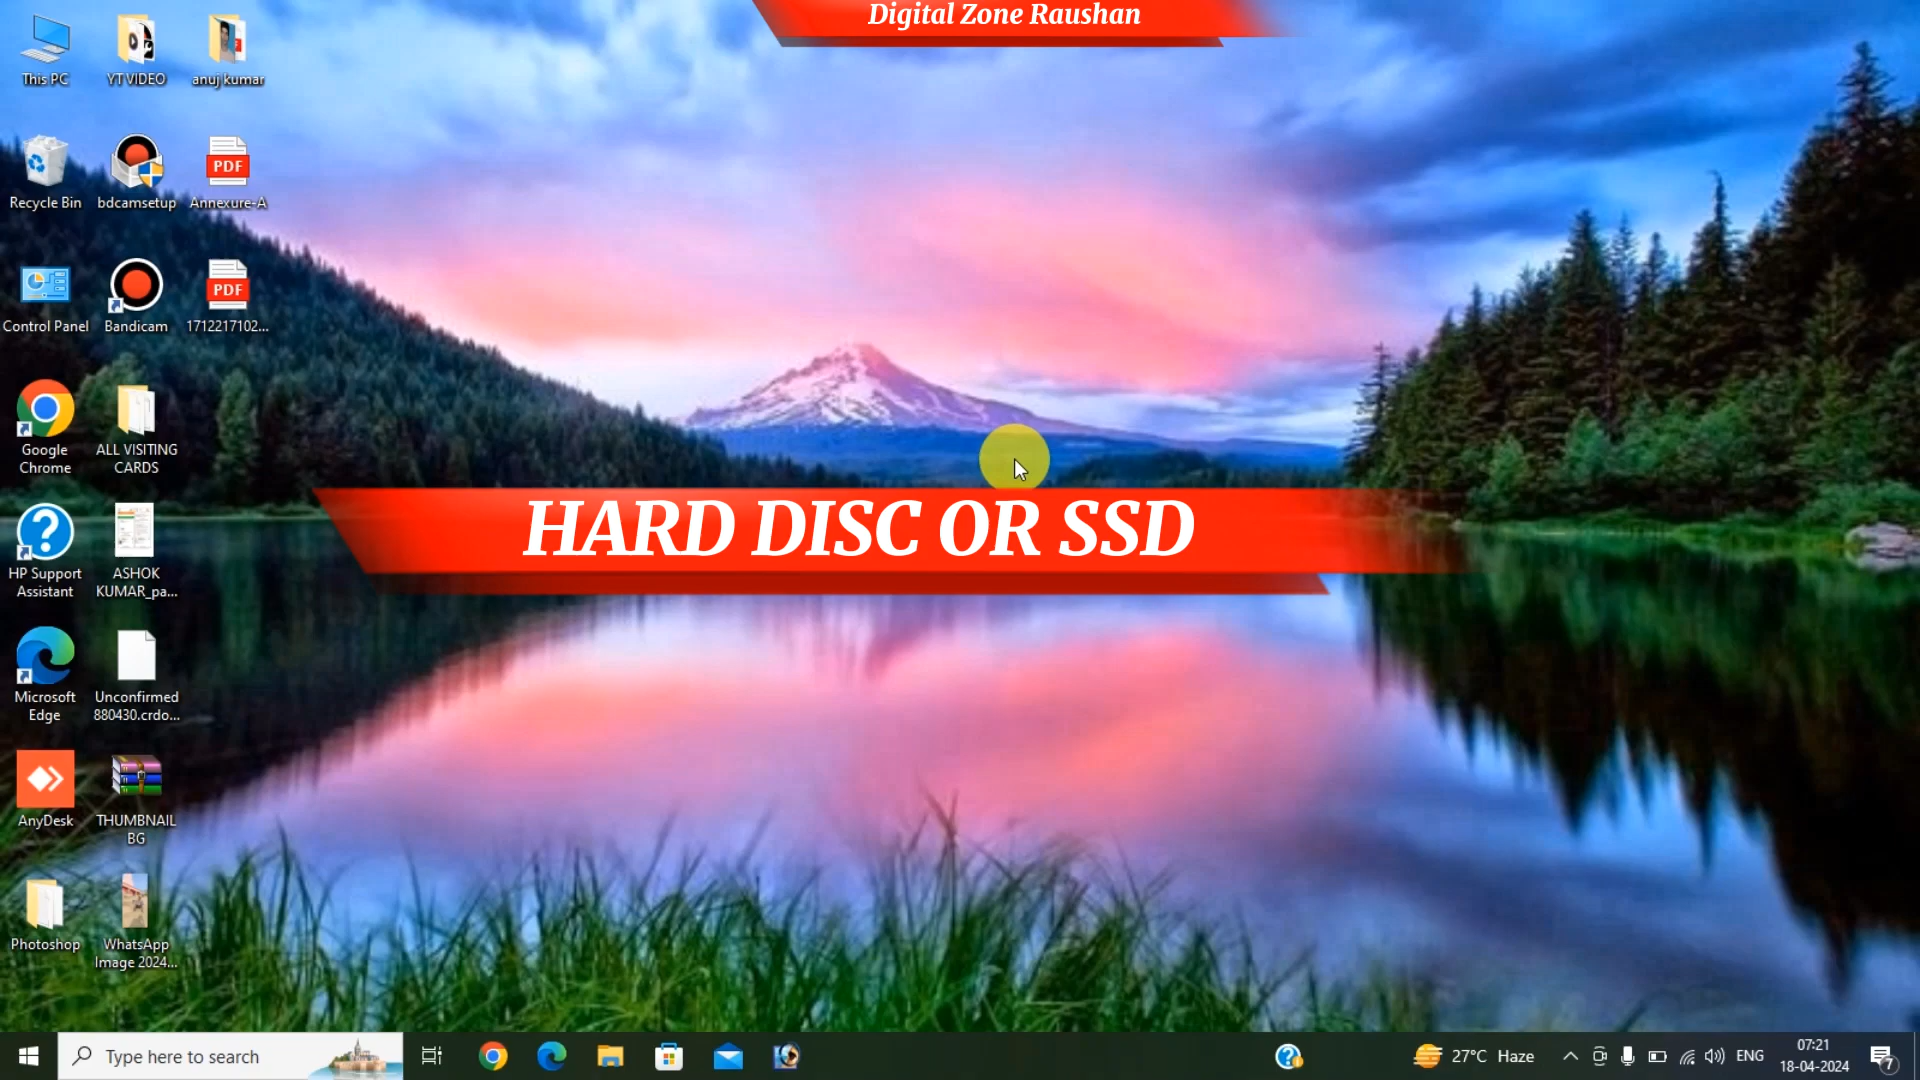 Digital Zone Raushan
This PC
YT VIDEO
anuj kumar
Recycle Bin
bdcamsetup
PDF
Annexure-A
Control Panel
Bandicam
PDF
1712217102...
Google
Chrome
ALL VISITING
CARDS
HARD DISC OR SSD
HP Support
Assistant
ASHOK
KUMAR_pa...
Microsoft
Edge
Unconfirmed
880430.crdo...
AnyDesk
THUMBNAIL
BG
Photoshop
WhatsApp
Image 2024...
Type here to search
27°C Haze
ENG
07:21
18-04-2024
7